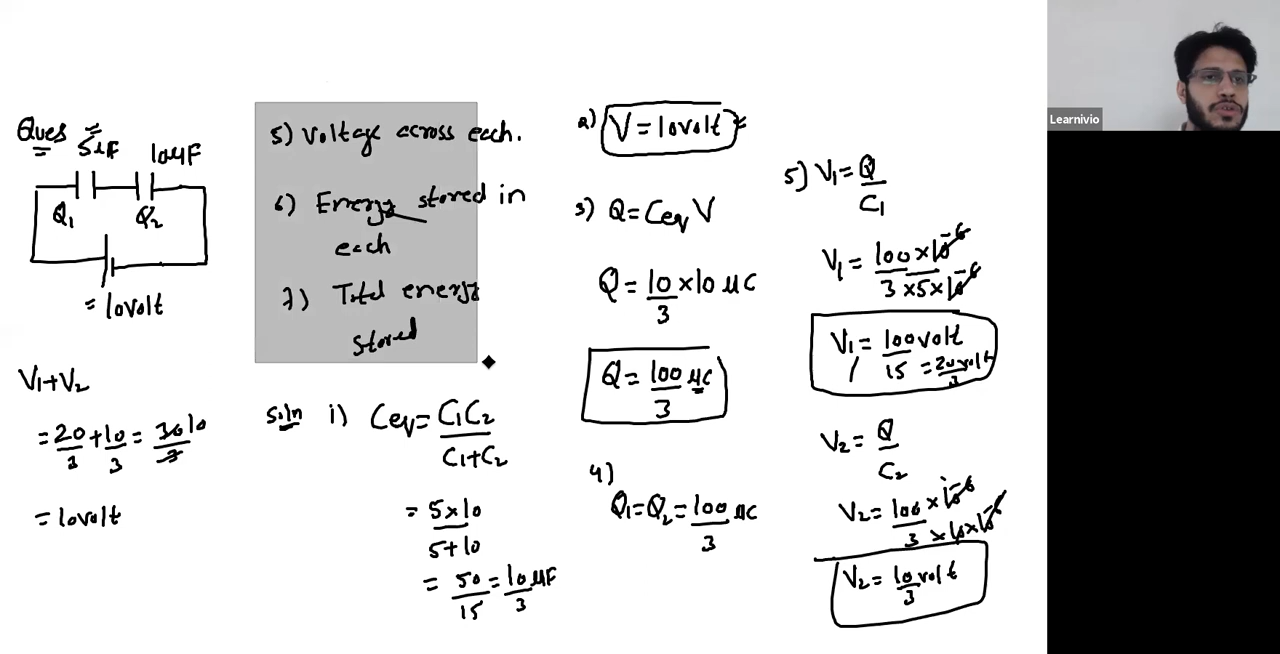 Ques
5μF 10μF
Q₁ Q₂
= 10volt
V₁+V₂
= 20/3 + 10/3 = 30/3 10
= 10volt
5) Voltage across each.
6) Energy stored in
each
7) Total energy
stored
Soln i) Ceq = C₁C₂/C₁+C₂
= 5×10/5+10
= 50/15 = 10/3 μF
2) V = 10volt
3) Q = Ceq V
Q = 10/3 ×10 μC
Q = 100/3 μC
4)
Q₁ = Q₂ = 100/3 μC
5) V₁ = Q/C₁
V₁ = 100×10⁻⁶/3×5×10⁻⁶
V₁ = 100/15 volt = 20/3 volt
V₂ = Q/C₂
V₂ = 100×10⁻⁶/3×10×10⁻⁶
V₂ = 10/3 volt
Learnivio